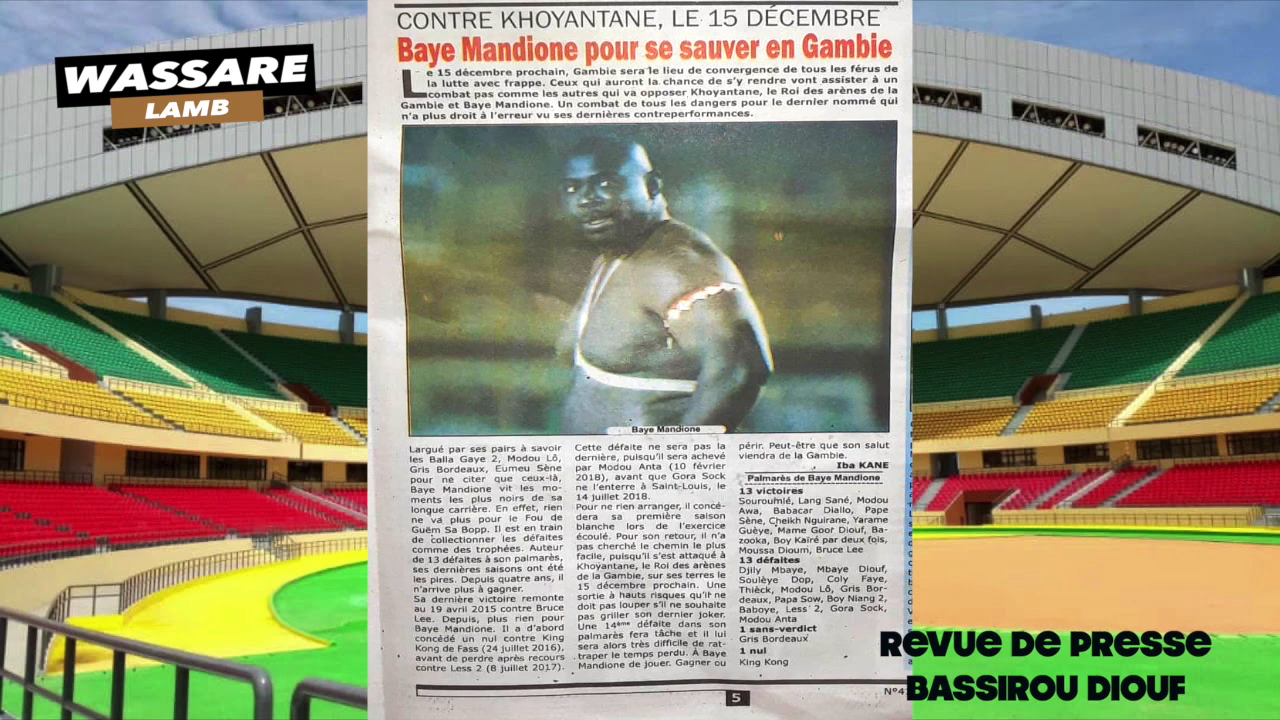 WASSARE
LAMB
CONTRE KHOYANTANE, LE 15 DÉCEMBRE
Baye Mandione pour se sauver en Gambie
Le 15 décembre prochain, Gambie sera le lieu de convergence de tous les férus de
la lutte avec frappe. Ceux qui auront la chance de s'y rendre vont assister à un
combat pas comme les autres qui va opposer Khoyantane, le Roi des arènes de la
Gambie et Baye Mandione. Un combat de tous les dangers pour le dernier nommé qui
n'a plus droit à l'erreur vu ses dernières contreperformances.
Baye Mandione
Largué par ses pairs à savoir
les Balla Gaye 2, Modou Lô,
Gris Bordeaux, Eumeu Sène
pour ne citer que ceux-là,
Baye Mandione vit les mo-
ments les plus noirs de sa
longue carrière. En effet, rien
ne va plus pour le Fou de
Guëm Sa Bopp. Il est en train
de collectionner les défaites
comme des trophées. Auteur
de 13 défaites à son palmarès,
ses dernières saisons ont été
les pires. Depuis quatre ans, il
n'arrive plus à gagner.
Sa dernière victoire remonte
au 19 avril 2015 contre Bruce
Lee. Depuis, plus rien pour
Baye Mandione. Il a d'abord
concédé un nul contre King
Kong de Fass (24 juillet 2016),
avant de perdre après recours
contre Less 2 (8 juillet 2017).
Cette défaite ne sera pas la
dernière, puisqu'il sera achevé
par Modou Anta (10 février
2018), avant que Gora Sock
ne l'enterre à Saint-Louis, le
14 juillet 2018.
Pour ne rien arranger, il concé-
dera sa première saison
blanche lors de l'exercice
écoulé. Pour son retour, il n'a
pas cherché le chemin le plus
facile, puisqu'il s'est attaqué à
Khoyantane, le Roi des arènes
de la Gambie, sur ses terres le
15 décembre prochain. Une
sortie à hauts risques qu'il ne
doit pas louper s'il ne souhaite
pas griller son dernier joker.
Une 14ème défaite dans son
palmarès fera tâche et il lui
sera alors très difficile de rat-
traper le temps perdu. À Baye
Mandione de jouer. Gagner ou
périr. Peut-être que son salut
viendra de la Gambie.
Iba KANE
Palmarès de Baye Mandione
13 victoires
Souroumlé, Lang Sané, Modou
Awa, Babacar Diallo, Pape
Sène, Cheikh Nguirane, Yarame
Guèye, Mame Goor Diouf, Ba-
zooka, Boy Kaïré par deux fois,
Moussa Dioum, Bruce Lee
13 défaites
Djily Mbaye, Mbaye Diouf,
Soulèye Dop, Coly Faye,
Thièck, Modou Lô, Gris Bor-
deaux, Papa Sow, Boy Niang 2,
Baboye, Less 2, Gora Sock,
Modou Anta
1 sans-verdict
Gris Bordeaux
1 nul
King Kong
5
REVUE DE PRESSE
BASSIROU DIOUF